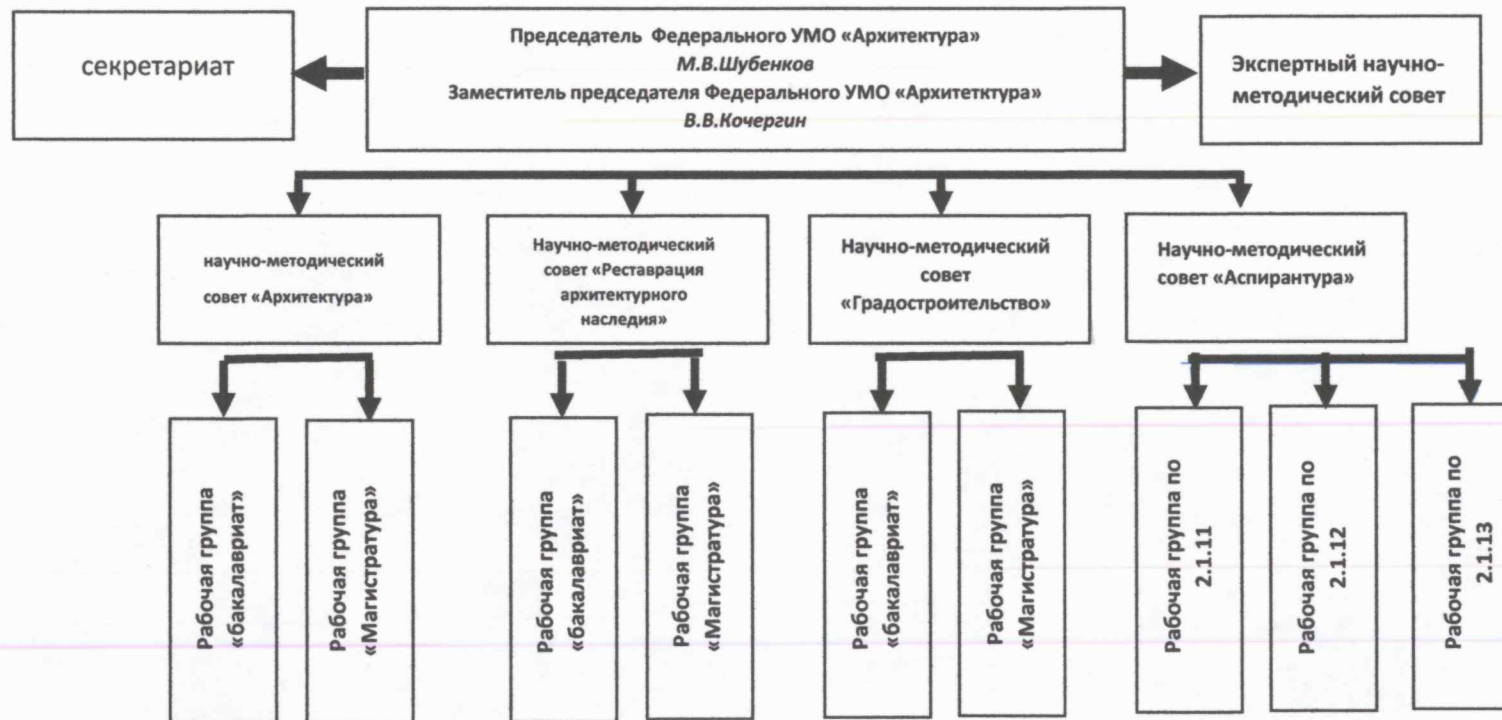 секретариат
Председатель Федерального УМО «Архитектура»
М.В.Шубенков
Заместитель председателя Федерального УМО «Архитетктура»
В.В.Кочергин
Экспертный научно-
методический совет
научно-методический
совет «Архитектура»
Научно-методический
совет «Реставрация
архитектурного
наследия»
Научно-методический
совет
«Градостроительство»
Научно-методический
совет «Аспирантура»
Рабочая группа
«бакалавриат»
Рабочая группа
«Магистратура»
Рабочая группа
«бакалавриат»
Рабочая группа
«Магистратура»
Рабочая группа
«бакалавриат»
Рабочая группа
«Магистратура»
Рабочая группа по
2.1.11
Рабочая группа по
2.1.12
Рабочая группа по
2.1.13